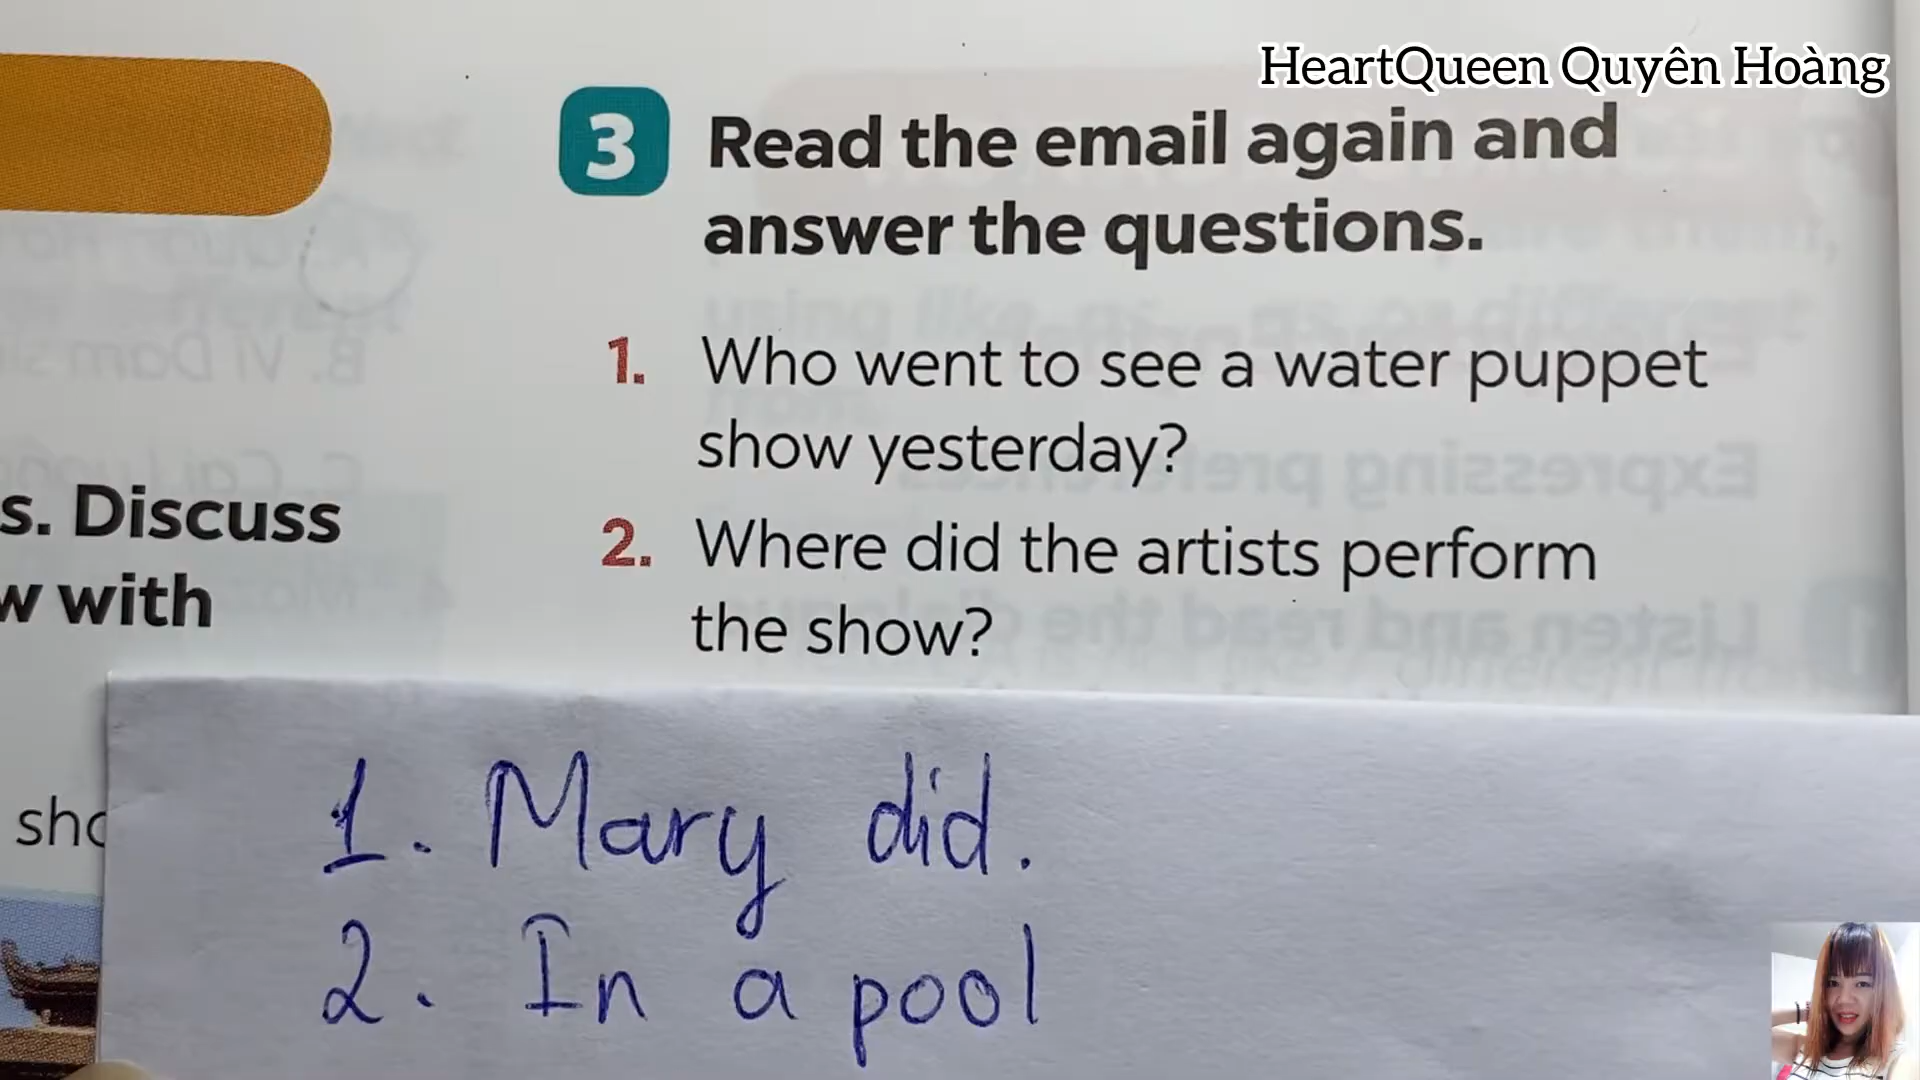 HeartQueen Quyên Hoàng
3 Read the email again and
answer the questions.
1. Who went to see a water puppet
show yesterday?
2. Where did the artists perform
the show?
s. Discuss
w with
sho
1. Mary did.
2. In a pool